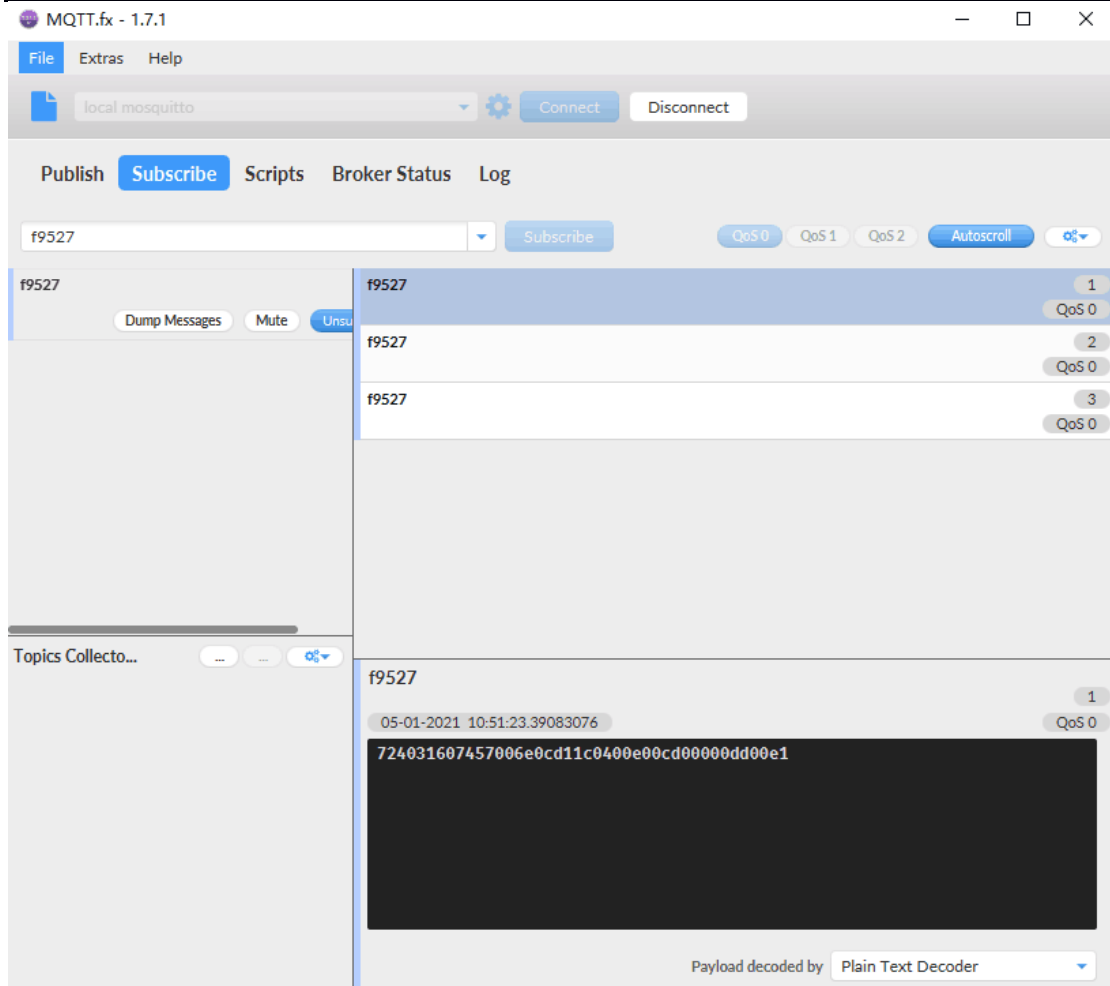 MQTT.fx - 1.7.1
File Extras Help
local mosquitto Connect Disconnect
Publish Subscribe Scripts Broker Status Log
f9527 Subscribe QoS 0 QoS 1 QoS 2 Autoscroll
f9527
Dump Messages Mute Unsu
f9527 1
QoS 0
f9527 2
QoS 0
f9527 3
QoS 0
Topics Collecto... ... ...
f9527
1
05-01-2021 10:51:23.39083076 QoS 0
724031607457006e0cd11c0400e00cd00000dd00e1
Payload decoded by Plain Text Decoder